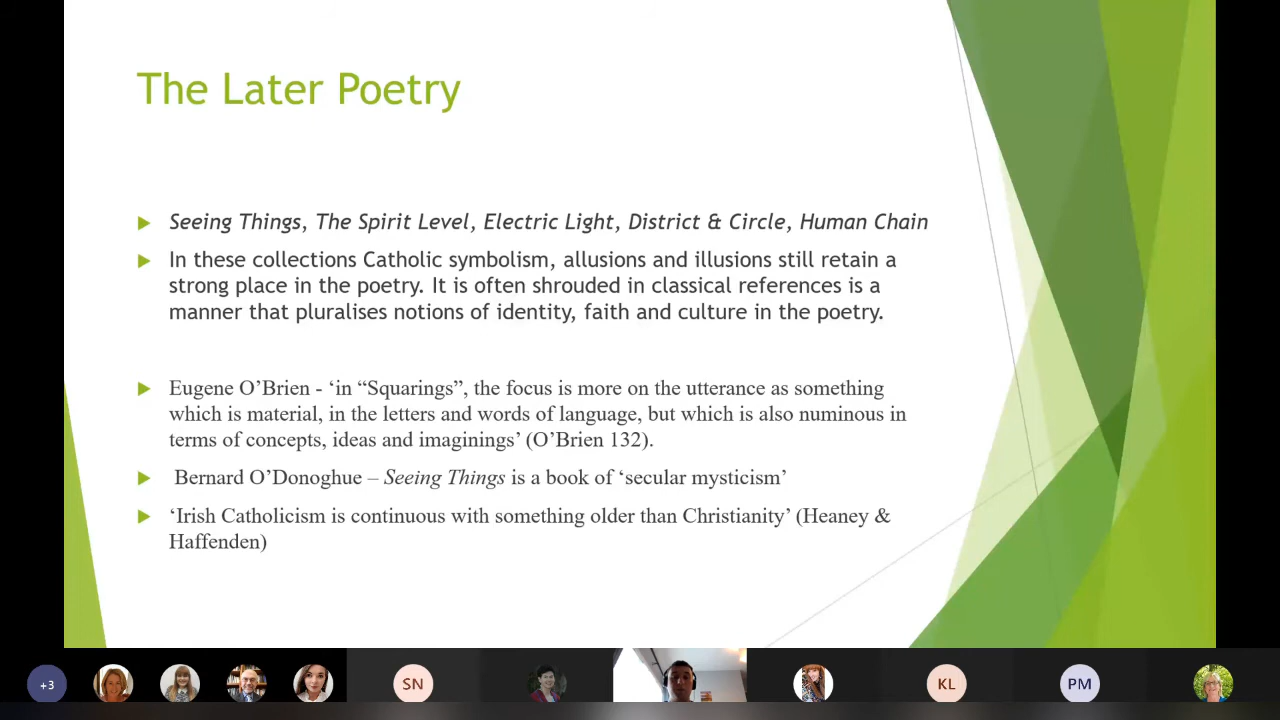 The Later Poetry
Seeing Things, The Spirit Level, Electric Light, District & Circle, Human Chain
In these collections Catholic symbolism, allusions and illusions still retain a
strong place in the poetry. It is often shrouded in classical references is a
manner that pluralises notions of identity, faith and culture in the poetry.
Eugene O’Brien - ‘in “Squarings”, the focus is more on the utterance as something
which is material, in the letters and words of language, but which is also numinous in
terms of concepts, ideas and imaginings’ (O’Brien 132).
Bernard O’Donoghue – Seeing Things is a book of ‘secular mysticism’
‘Irish Catholicism is continuous with something older than Christianity’ (Heaney &
Haffenden)
+3 SN KL PM